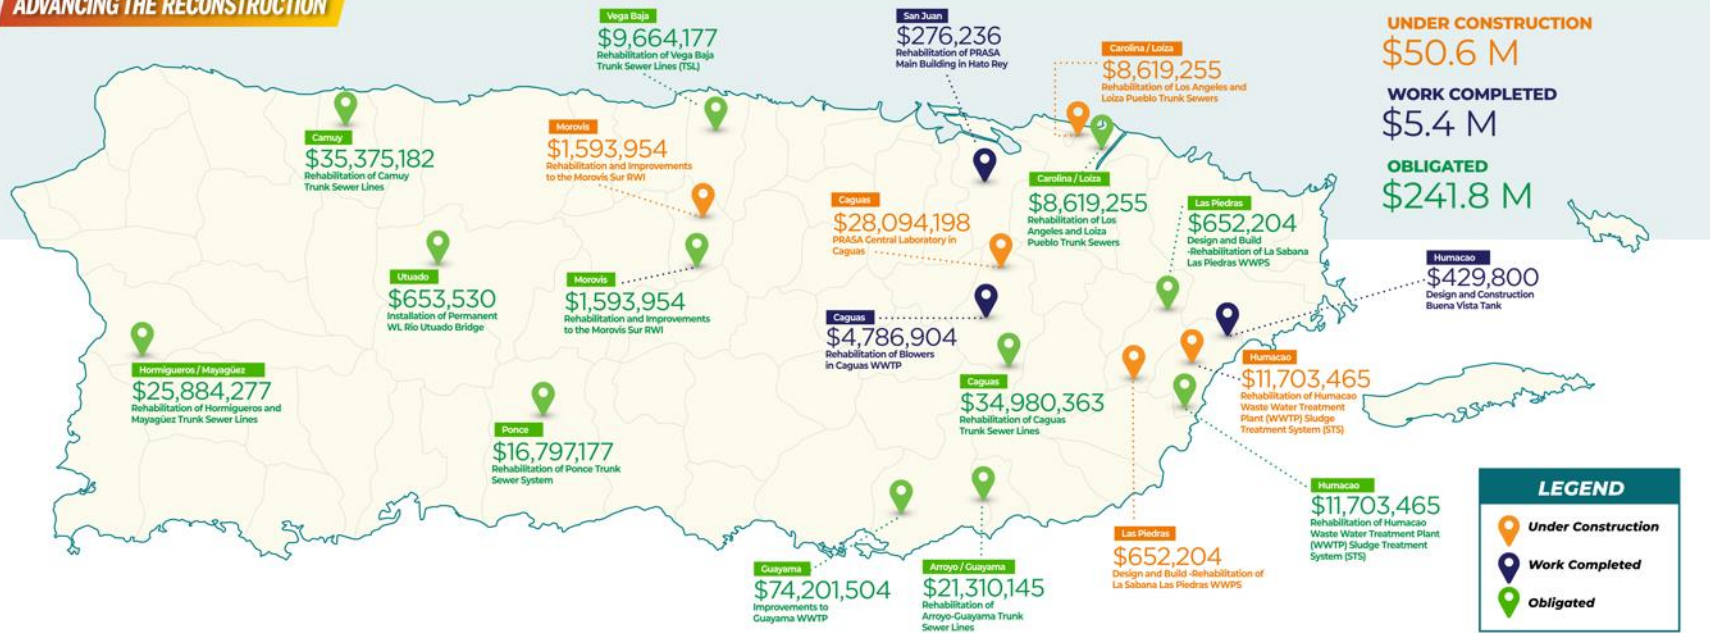 ADVANCING THE RECONSTRUCTION
Vega Baja
$9,664,177
Rehabilitation of Vega Baja
Trunk Sewer Lines (TSL)
San Juan
$276,236
Rehabilitation of PRASA
Main Building in Hato Rey
Carolina / Loíza
$8,619,255
Rehabilitation of Los Angeles and
Loiza Pueblo Trunk Sewers
UNDER CONSTRUCTION
$50.6 M
WORK COMPLETED
$5.4 M
OBLIGATED
$241.8 M
Camuy
$35,375,182
Rehabilitation of Camuy
Trunk Sewer Lines
Morovis
$1,593,954
Rehabilitation and Improvements
to the Morovis Sur RWI
Caguas
$28,094,198
PRASA Central Laboratory in
Caguas
Carolina / Loíza
$8,619,255
Rehabilitation of Los
Angeles and Loiza
Pueblo Trunk Sewers
Las Piedras
$652,204
Design and Build
-Rehabilitation of La Sabana
Las Piedras WWPS
Humacao
$429,800
Design and Construction
Buena Vista Tank
Utuado
$653,530
Installation of Permanent
WL Río Utuado Bridge
Morovis
$1,593,954
Rehabilitation and Improvements
to the Morovis Sur RWI
Caguas
$4,786,904
Rehabilitation of Blowers
in Caguas WWTP
Hormigueros / Mayagüez
$25,884,277
Rehabilitation of Hormigueros and
Mayagüez Trunk Sewer Lines
Caguas
$34,980,363
Rehabilitation of Caguas
Trunk Sewer Lines
Humacao
$11,703,465
Rehabilitation of Humacao
Waste Water Treatment
Plant (WWTP) Sludge
Treatment System (STS)
Ponce
$16,797,177
Rehabilitation of Ponce Trunk
Sewer System
Humacao
$11,703,465
Rehabilitation of Humacao
Waste Water Treatment Plant
(WWTP) Sludge Treatment
System (STS)
Las Piedras
$652,204
Design and Build -Rehabilitation of
La Sabana Las Piedras WWPS
Guayama
$74,201,504
Improvements to
Guayama WWTP
Arroyo / Guayama
$21,310,145
Rehabilitation of
Arroyo-Guayama Trunk
Sewer Lines
LEGEND
Under Construction
Work Completed
Obligated